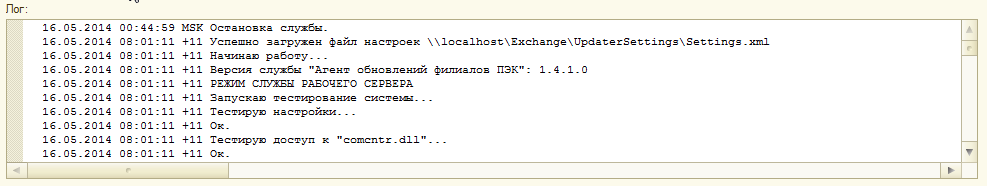 Лог:
16.05.2014 00:44:59 MSK Остановка службы.
16.05.2014 08:01:11 +11 Успешно загружен файл настроек \\localhost\Exchange\UpdaterSettings\Settings.xml
16.05.2014 08:01:11 +11 Начинаю работу...
16.05.2014 08:01:11 +11 Версия службы "Агент обновлений филиалов ПЭК": 1.4.1.0
16.05.2014 08:01:11 +11 РЕЖИМ СЛУЖБЫ РАБОЧЕГО СЕРВЕРА
16.05.2014 08:01:11 +11 Запускаю тестирование системы...
16.05.2014 08:01:11 +11 Тестирую настройки...
16.05.2014 08:01:11 +11 Ок.
16.05.2014 08:01:11 +11 Тестирую доступ к "comcntr.dll"...
16.05.2014 08:01:11 +11 Ок.